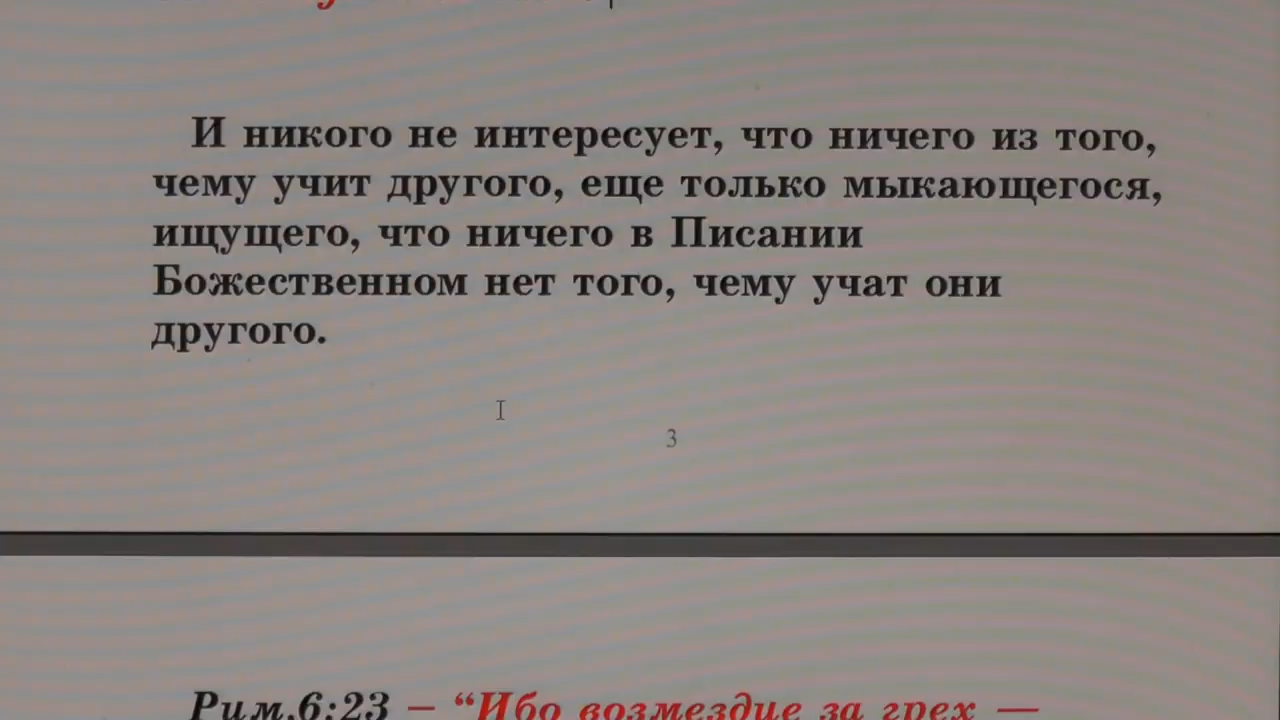 И никого не интересует, что ничего из того,
чему учит другого, еще только мыкающегося,
ищущего, что ничего в Писании
Божественном нет того, чему учат они
другого.
3
Рим.6:23 – “Ибо возмездие за грех —